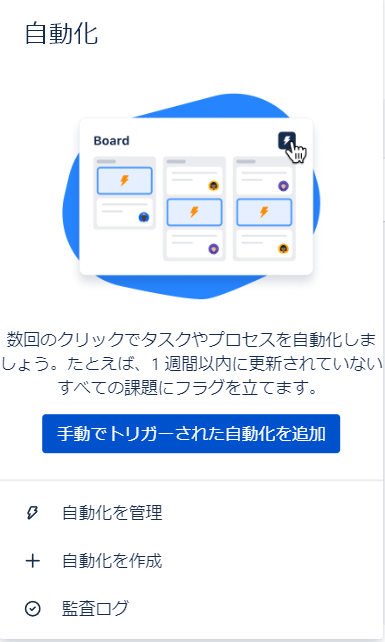 自動化
Board
数回のクリックでタスクやプロセスを自動化しま
しょう。たとえば、1 週間以内に更新されていない
すべての課題にフラグを立てます。
手動でトリガーされた自動化を追加
自動化を管理
自動化を作成
監査ログ